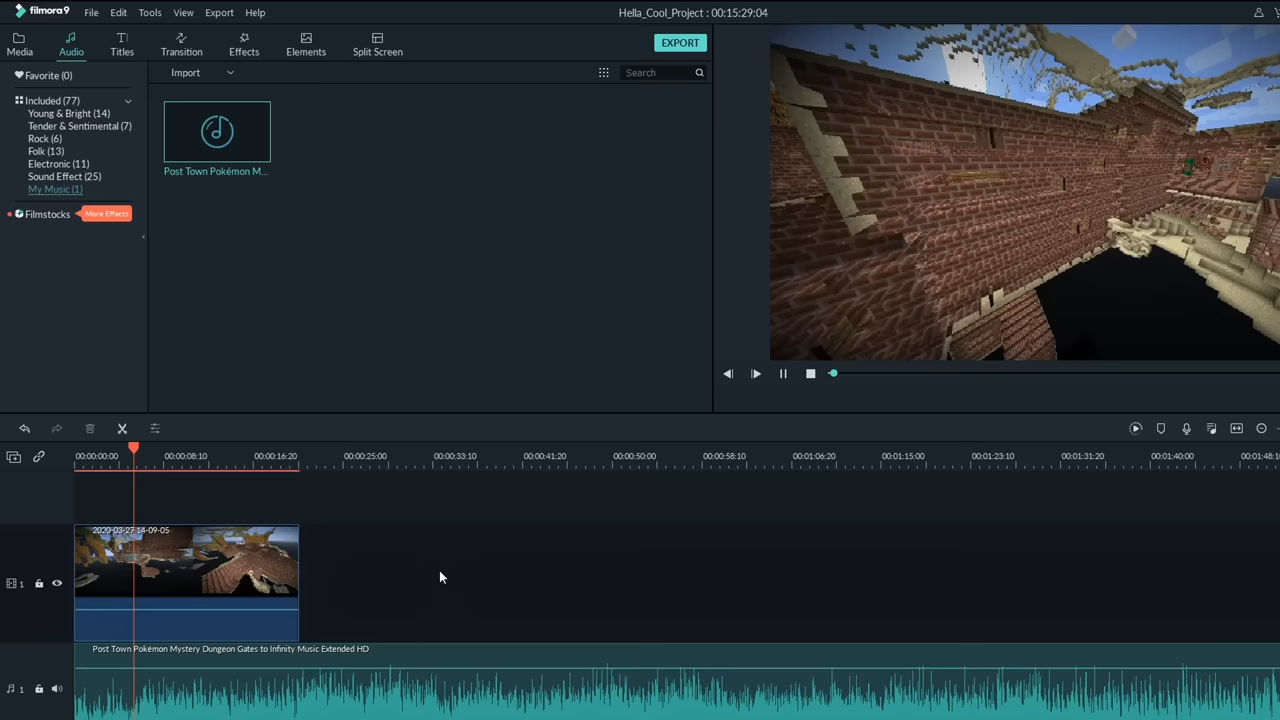 filmora9 File Edit Tools View Export Help Hella_Cool_Project : 00:15:29:04
Media Audio Titles Transition Effects Elements Split Screen EXPORT
Favorite (0)
Included (77)
Young & Bright (14)
Tender & Sentimental (7)
Rock (6)
Folk (13)
Electronic (11)
Sound Effect (25)
My Music (1)
Filmstocks More Effects
Import Search
Post Town Pokémon M...
00:00:00:00 00:00:08:10 00:00:16:20 00:00:25:00 00:00:33:10 00:00:41:20 00:00:50:00 00:00:58:10 00:01:06:20 00:01:15:00 00:01:23:10 00:01:31:20 00:01:40:00 00:01:48:10
2020-03-27 14-09-05
1
Post Town Pokémon Mystery Dungeon Gates to Infinity Music Extended HD
1